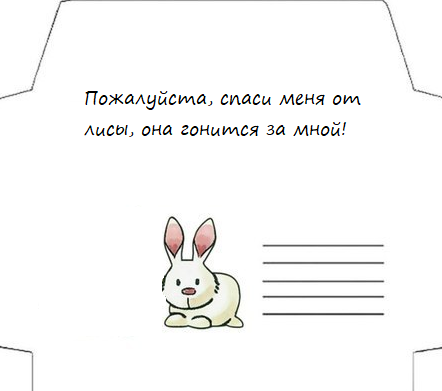 Пожалуйста, спаси меня от
лисы, она гонится за мной!